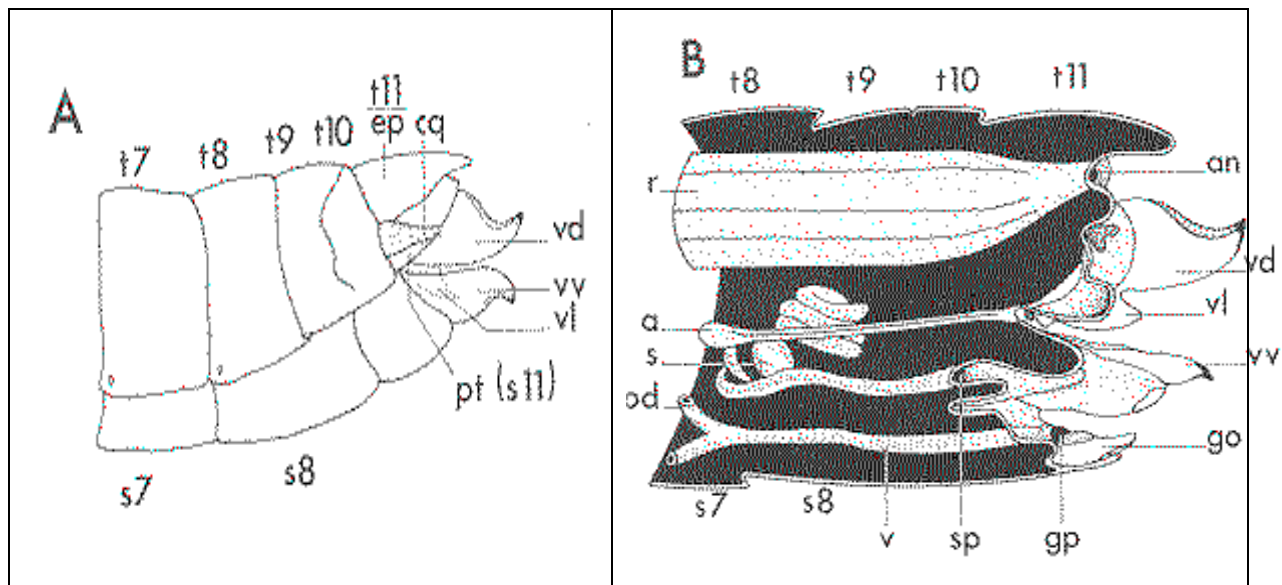 A
t7 t8 t9 t10 t11
ep cq
vd
vv
vl
pt (s11)
s7 s8
B
t8 t9 t10 t11
r
an
vd
vl
a
s
vv
od
go
s7 s8
v sp gp